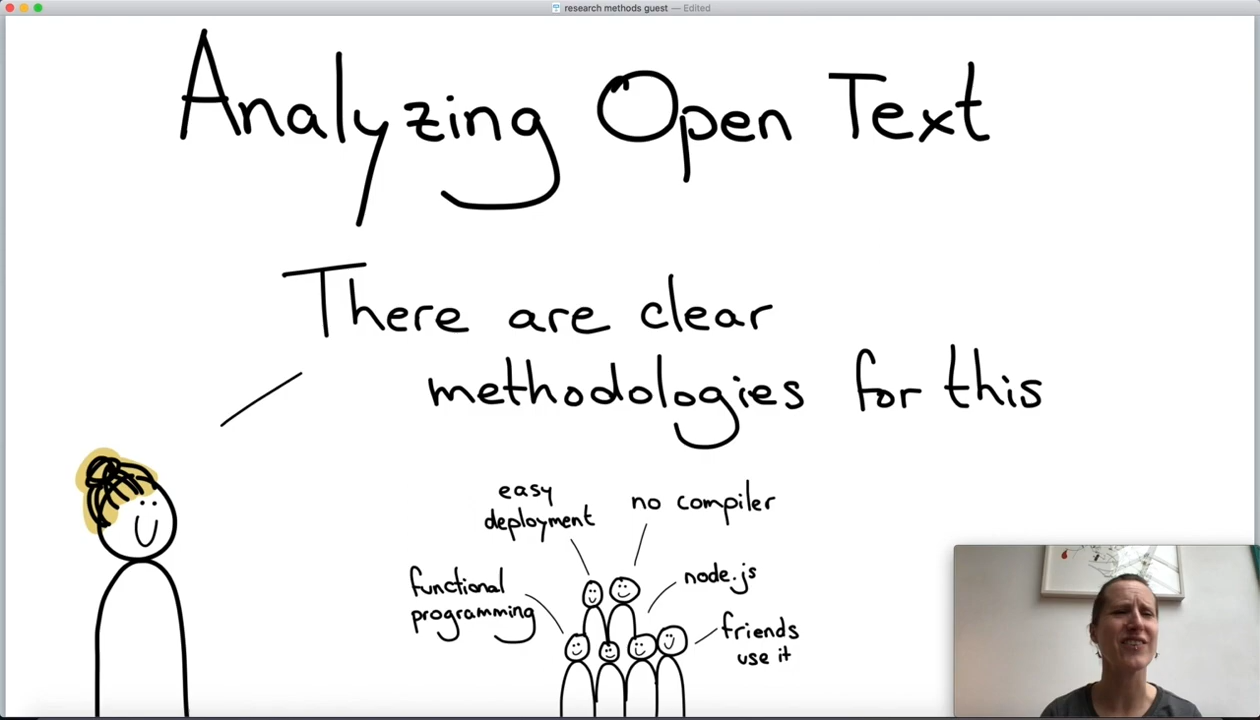 research methods guest — Edited
Analyzing Open Text
There are clear
methodologies for this
easy
deployment
no compiler
functional
programming
node.js
friends
use it